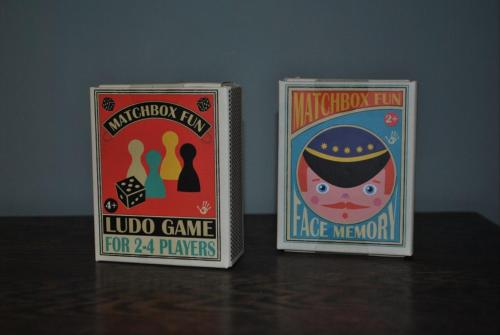 MATCHBOX FUN
4+
LUDO GAME
FOR 2-4 PLAYERS
MATCHBOX FUN
2+
FACE MEMORY